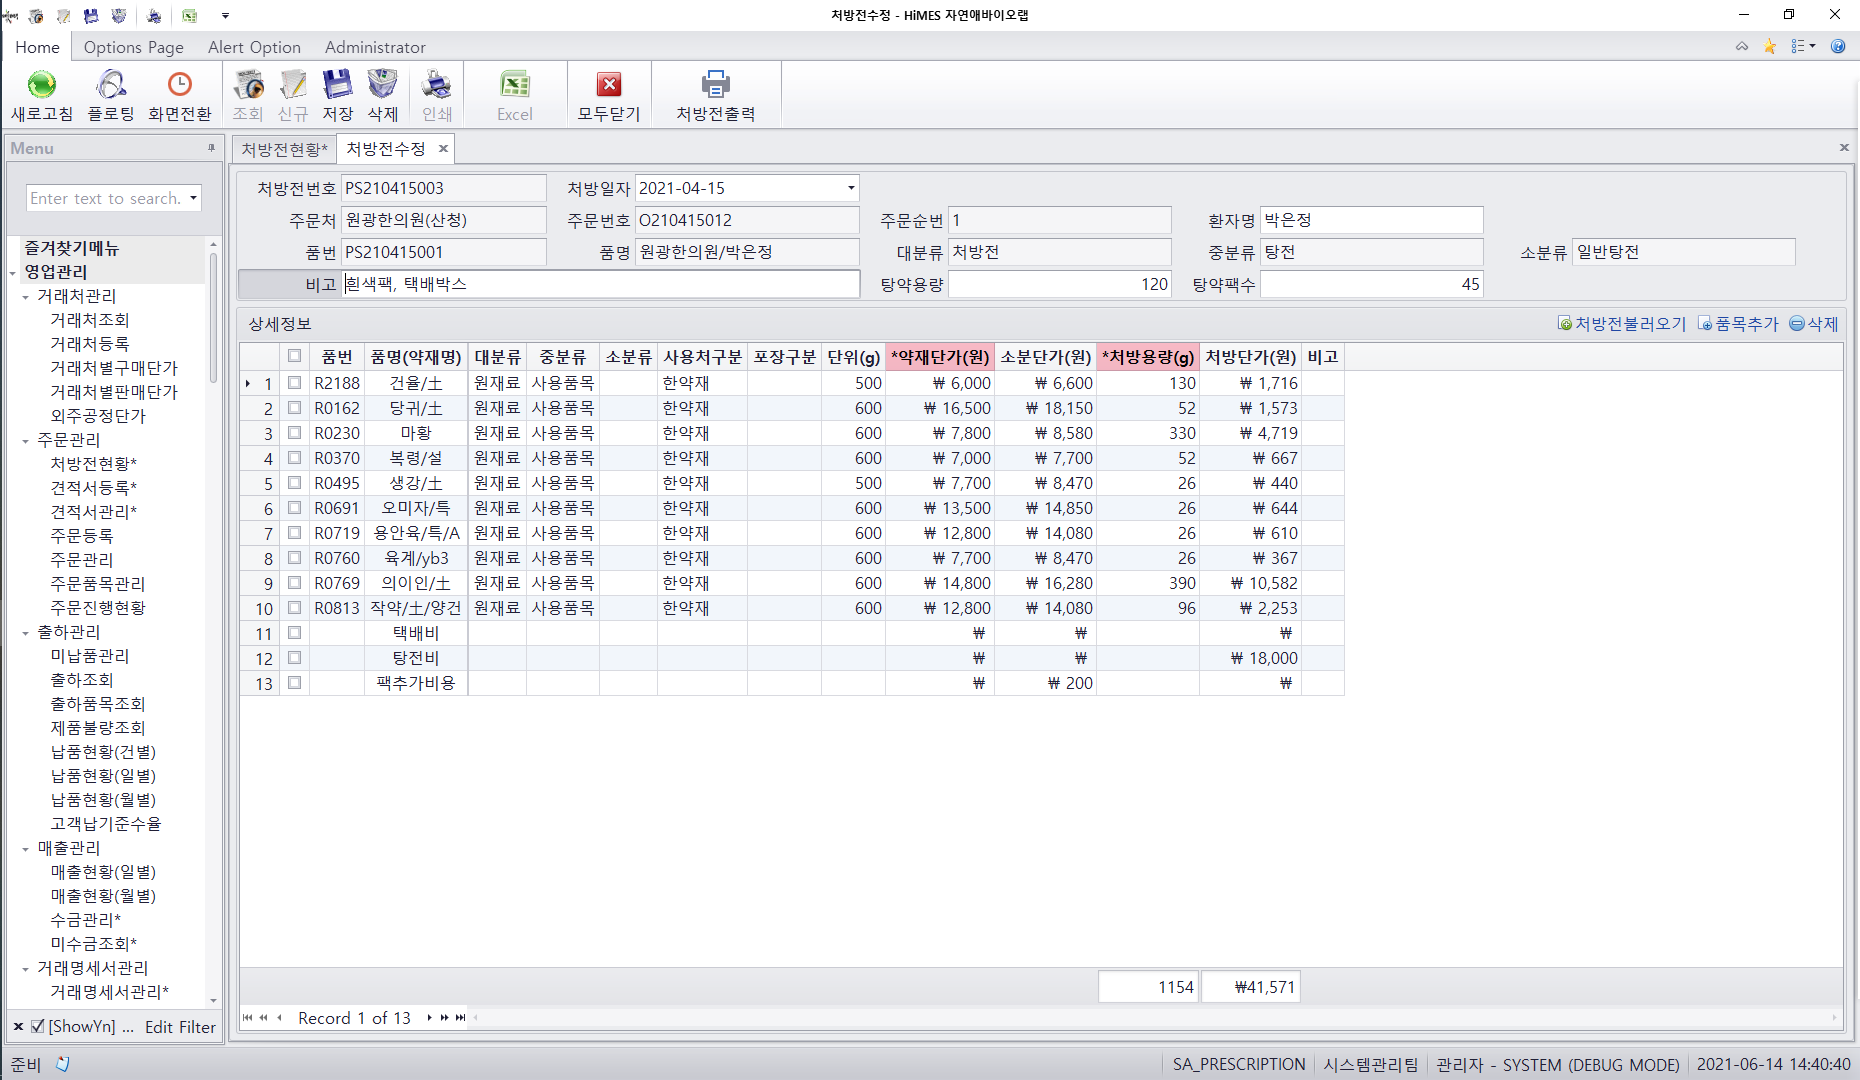 처방전수정 - HiMES 자연애바이오랩
Home Options Page Alert Option Administrator
새로고침 플로팅 화면전환 조회 신규 저장 삭제 인쇄 Excel 모두닫기 처방전출력
Menu
Enter text to search.
즐겨찾기메뉴
영업관리
거래처관리
거래처조회
거래처등록
거래처별구매단가
거래처별판매단가
외주공정단가
주문관리
처방전현황*
견적서등록*
견적서관리*
주문등록
주문관리
주문품목관리
주문진행현황
출하관리
미납품관리
출하조회
출하품목조회
제품불량조회
납품현황(건별)
납품현황(일별)
납품현황(월별)
고객납기준수율
매출관리
매출현황(일별)
매출현황(월별)
수금관리*
미수금조회*
거래명세서관리
거래명세서관리*
[ShowYn] ... Edit Filter
처방전현황* 처방전수정
처방전번호 PS210415003 처방일자 2021-04-15
주문처 원광한의원(산청) 주문번호 O210415012 주문순번 1 환자명 박은정
품번 PS210415001 품명 원광한의원/박은정 대분류 처방전 중분류 탕전 소분류 일반탕전
비고 흰색팩, 택배박스 탕약용량 120 탕약팩수 45
상세정보 처방전불러오기 품목추가 삭제
품번 품명(약재명) 대분류 중분류 소분류 사용처구분 포장구분 단위(g) *약재단가(원) 소분단가(원) *처방용량(g) 처방단가(원) 비고
1 R2188 건율/土 원재료 사용품목 한약재 500 ₩ 6,000 ₩ 6,600 130 ₩ 1,716
2 R0162 당귀/土 원재료 사용품목 한약재 600 ₩ 16,500 ₩ 18,150 52 ₩ 1,573
3 R0230 마황 원재료 사용품목 한약재 600 ₩ 7,800 ₩ 8,580 330 ₩ 4,719
4 R0370 복령/설 원재료 사용품목 한약재 600 ₩ 7,000 ₩ 7,700 52 ₩ 667
5 R0495 생강/土 원재료 사용품목 한약재 500 ₩ 7,700 ₩ 8,470 26 ₩ 440
6 R0691 오미자/특 원재료 사용품목 한약재 600 ₩ 13,500 ₩ 14,850 26 ₩ 644
7 R0719 용안육/특/A 원재료 사용품목 한약재 600 ₩ 12,800 ₩ 14,080 26 ₩ 610
8 R0760 육계/yb3 원재료 사용품목 한약재 600 ₩ 7,700 ₩ 8,470 26 ₩ 367
9 R0769 의이인/土 원재료 사용품목 한약재 600 ₩ 14,800 ₩ 16,280 390 ₩ 10,582
10 R0813 작약/土/양건 원재료 사용품목 한약재 600 ₩ 12,800 ₩ 14,080 96 ₩ 2,253
11 택배비 ₩ ₩ ₩
12 탕전비 ₩ ₩ ₩ 18,000
13 팩추가비용 ₩ ₩ 200 ₩
1154 ₩41,571
Record 1 of 13
준비 SA_PRESCRIPTION 시스템관리팀 관리자 - SYSTEM (DEBUG MODE) 2021-06-14 14:40:40